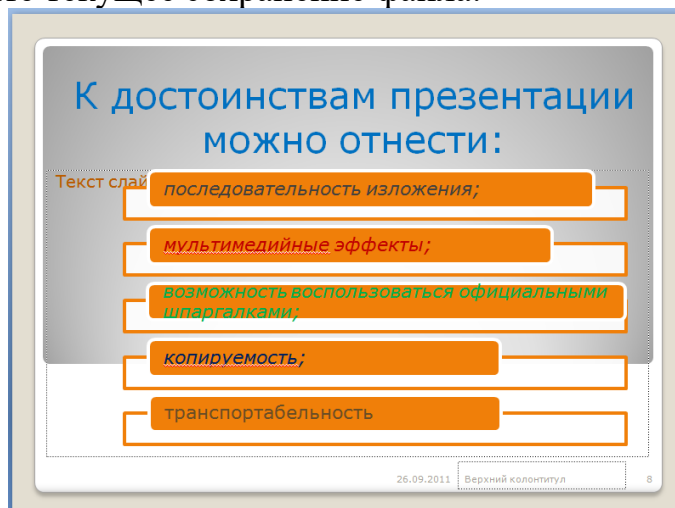 К достоинствам презентации
можно отнести:
Текст слай
последовательность изложения;
мультимедийные эффекты;
возможность воспользоваться официальными
шпаргалками;
копируемость;
транспортабельность
26.09.2011 Верхний колонтитул 8